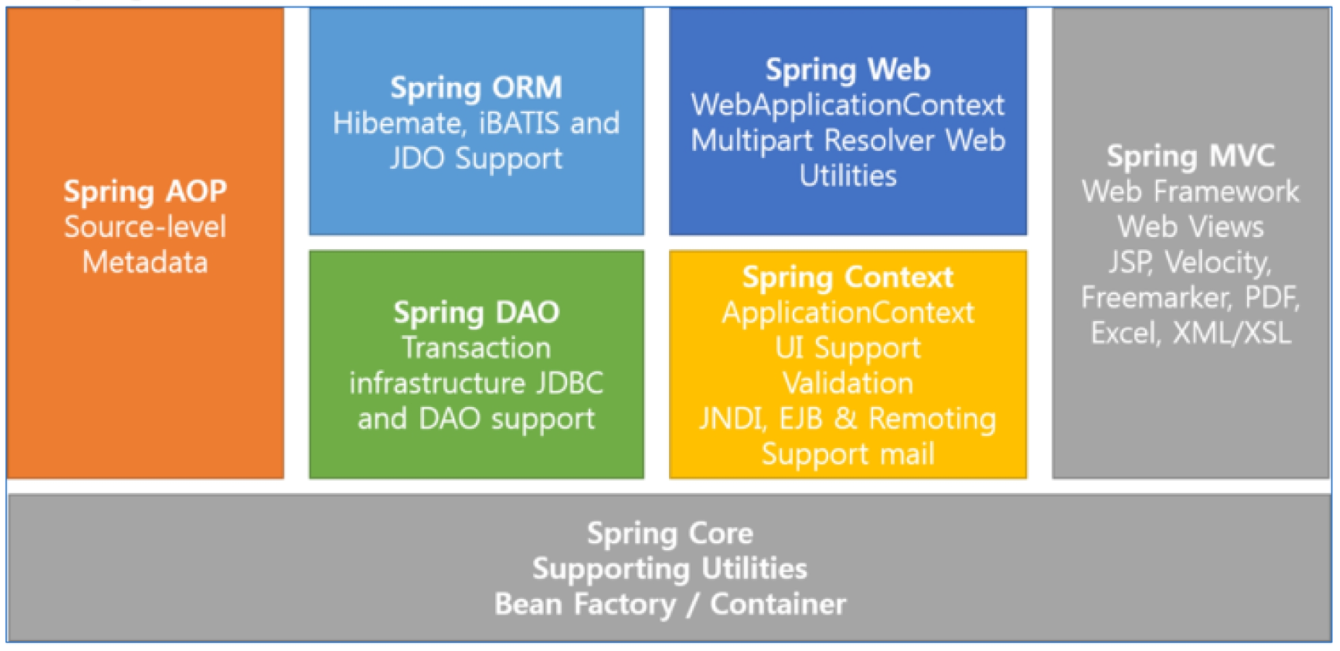 Spring AOP
Source-level
Metadata
Spring ORM
Hibemate, iBATIS and
JDO Support
Spring DAO
Transaction
infrastructure JDBC
and DAO support
Spring Web
WebApplicationContext
Multipart Resolver Web
Utilities
Spring Context
ApplicationContext
UI Support
Validation
JNDI, EJB & Remoting
Support mail
Spring MVC
Web Framework
Web Views
JSP, Velocity,
Freemarker, PDF,
Excel, XML/XSL
Spring Core
Supporting Utilities
Bean Factory / Container